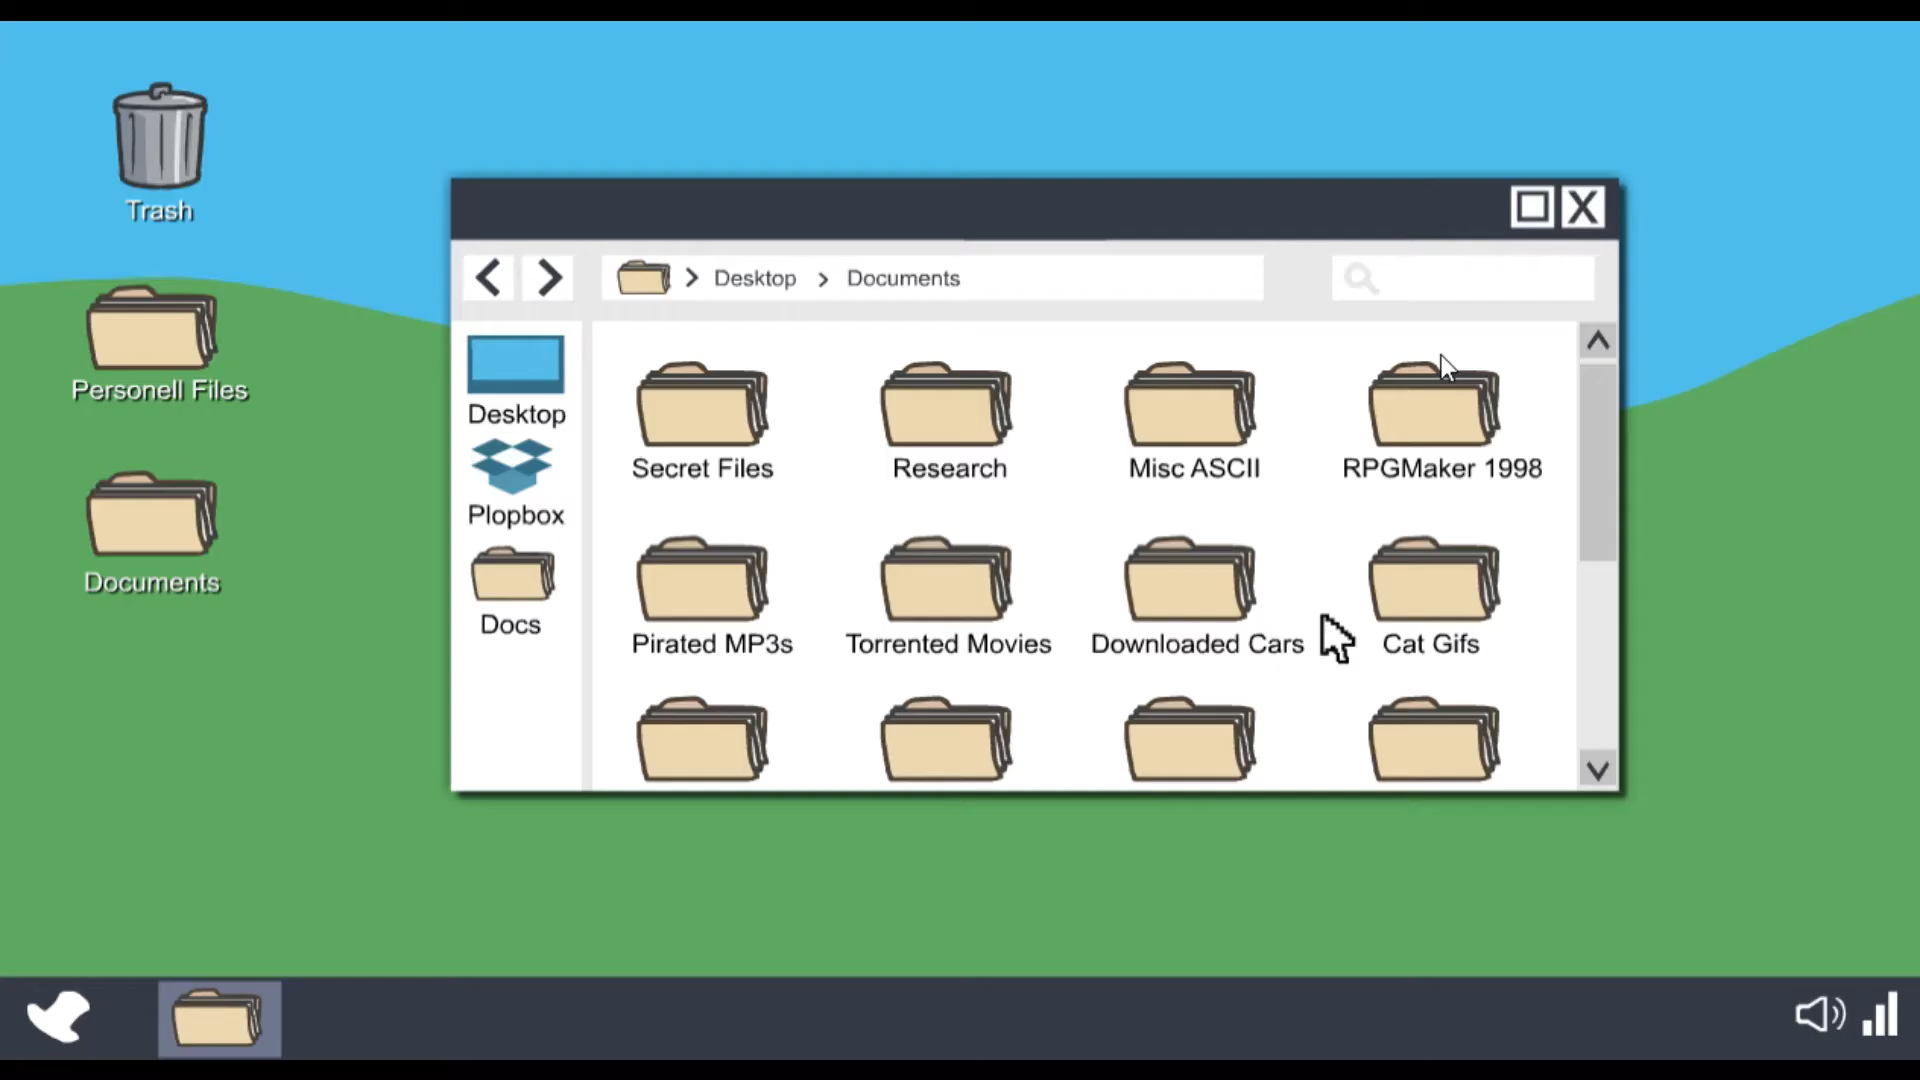 Trash
Personell Files
Documents
Desktop > Documents
Desktop
Plopbox
Docs
Secret Files
Research
Misc ASCII
RPGMaker 1998
Pirated MP3s
Torrented Movies
Downloaded Cars
Cat Gifs